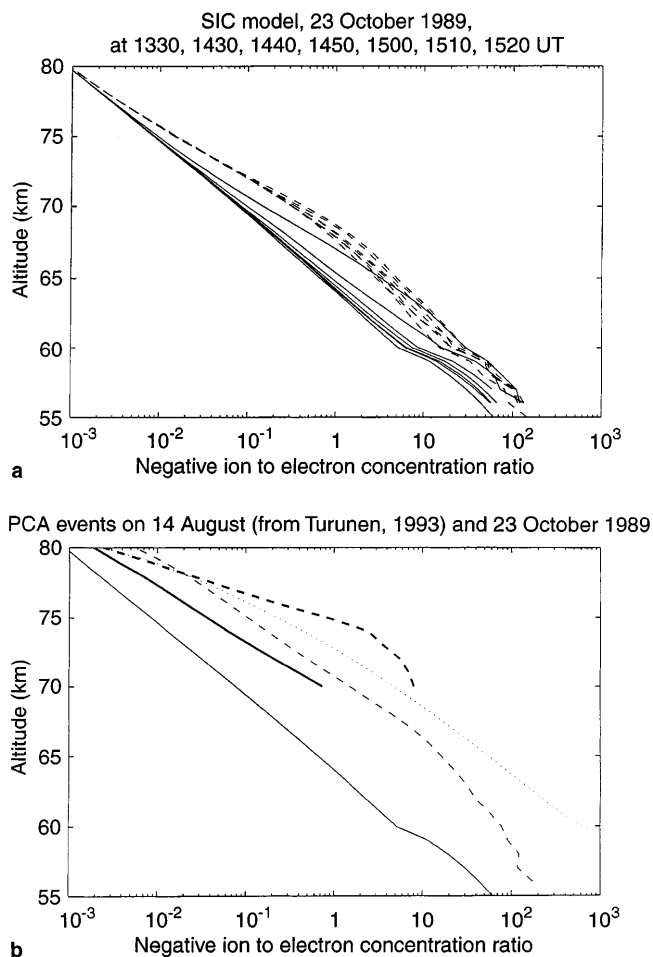 SIC model, 23 October 1989,
at 1330, 1430, 1440, 1450, 1500, 1510, 1520 UT
80
75
70
65
60
55
Altitude (km)
10-3
10-2
10-1
1
10
102
103
Negative ion to electron concentration ratio
a
PCA events on 14 August (from Turunen, 1993) and 23 October 1989
80
75
70
65
60
55
Altitude (km)
10-3
10-2
10-1
1
10
102
103
Negative ion to electron concentration ratio
b